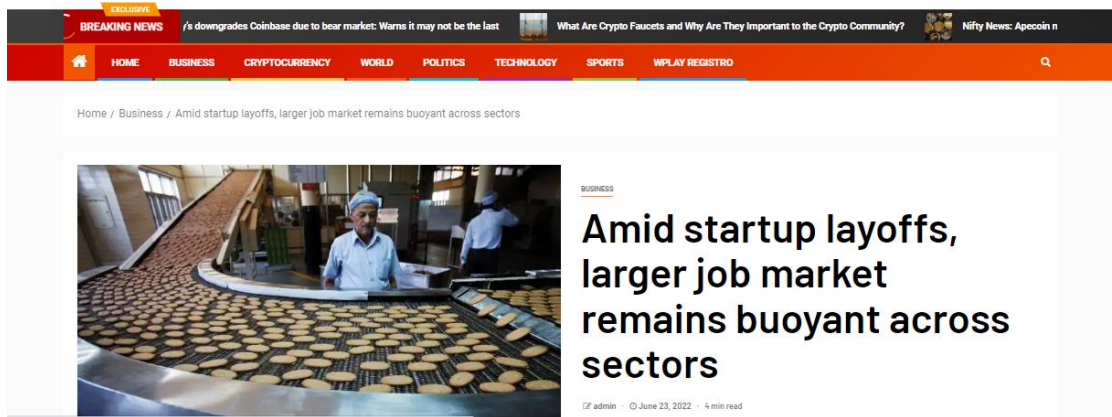 EXCLUSIVE
BREAKING NEWS 's downgrades Coinbase due to bear market: Warns it may not be the last What Are Crypto Faucets and Why Are They Important to the Crypto Community? Nifty News: Apecoin
HOME BUSINESS CRYPTOCURRENCY WORLD POLITICS TECHNOLOGY SPORTS WPLAY REGISTRO
Home / Business / Amid startup layoffs, larger job market remains buoyant across sectors
BUSINESS
Amid startup layoffs,
larger job market
remains buoyant across
sectors
admin · June 23, 2022 · 4 min read